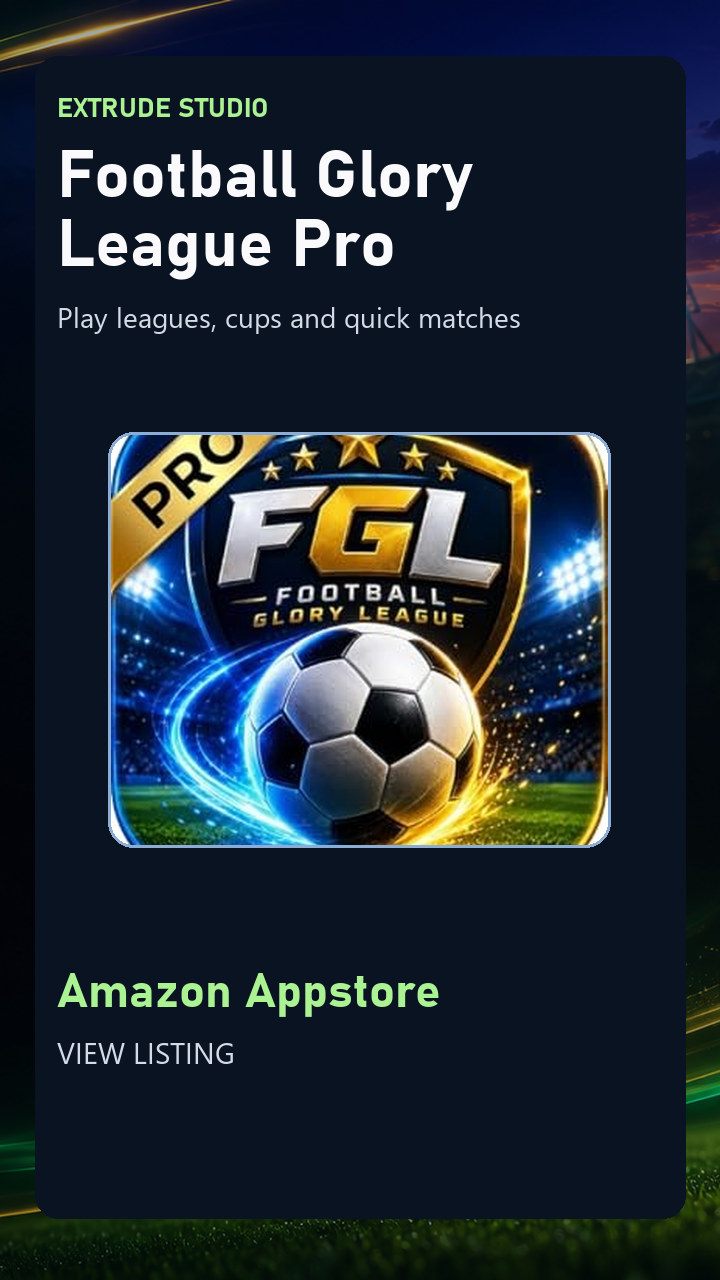 EXTRUDE STUDIO
Football Glory
League Pro
Play leagues, cups and quick matches
PRO
FGL
FOOTBALL
GLORY LEAGUE
Amazon Appstore
VIEW LISTING